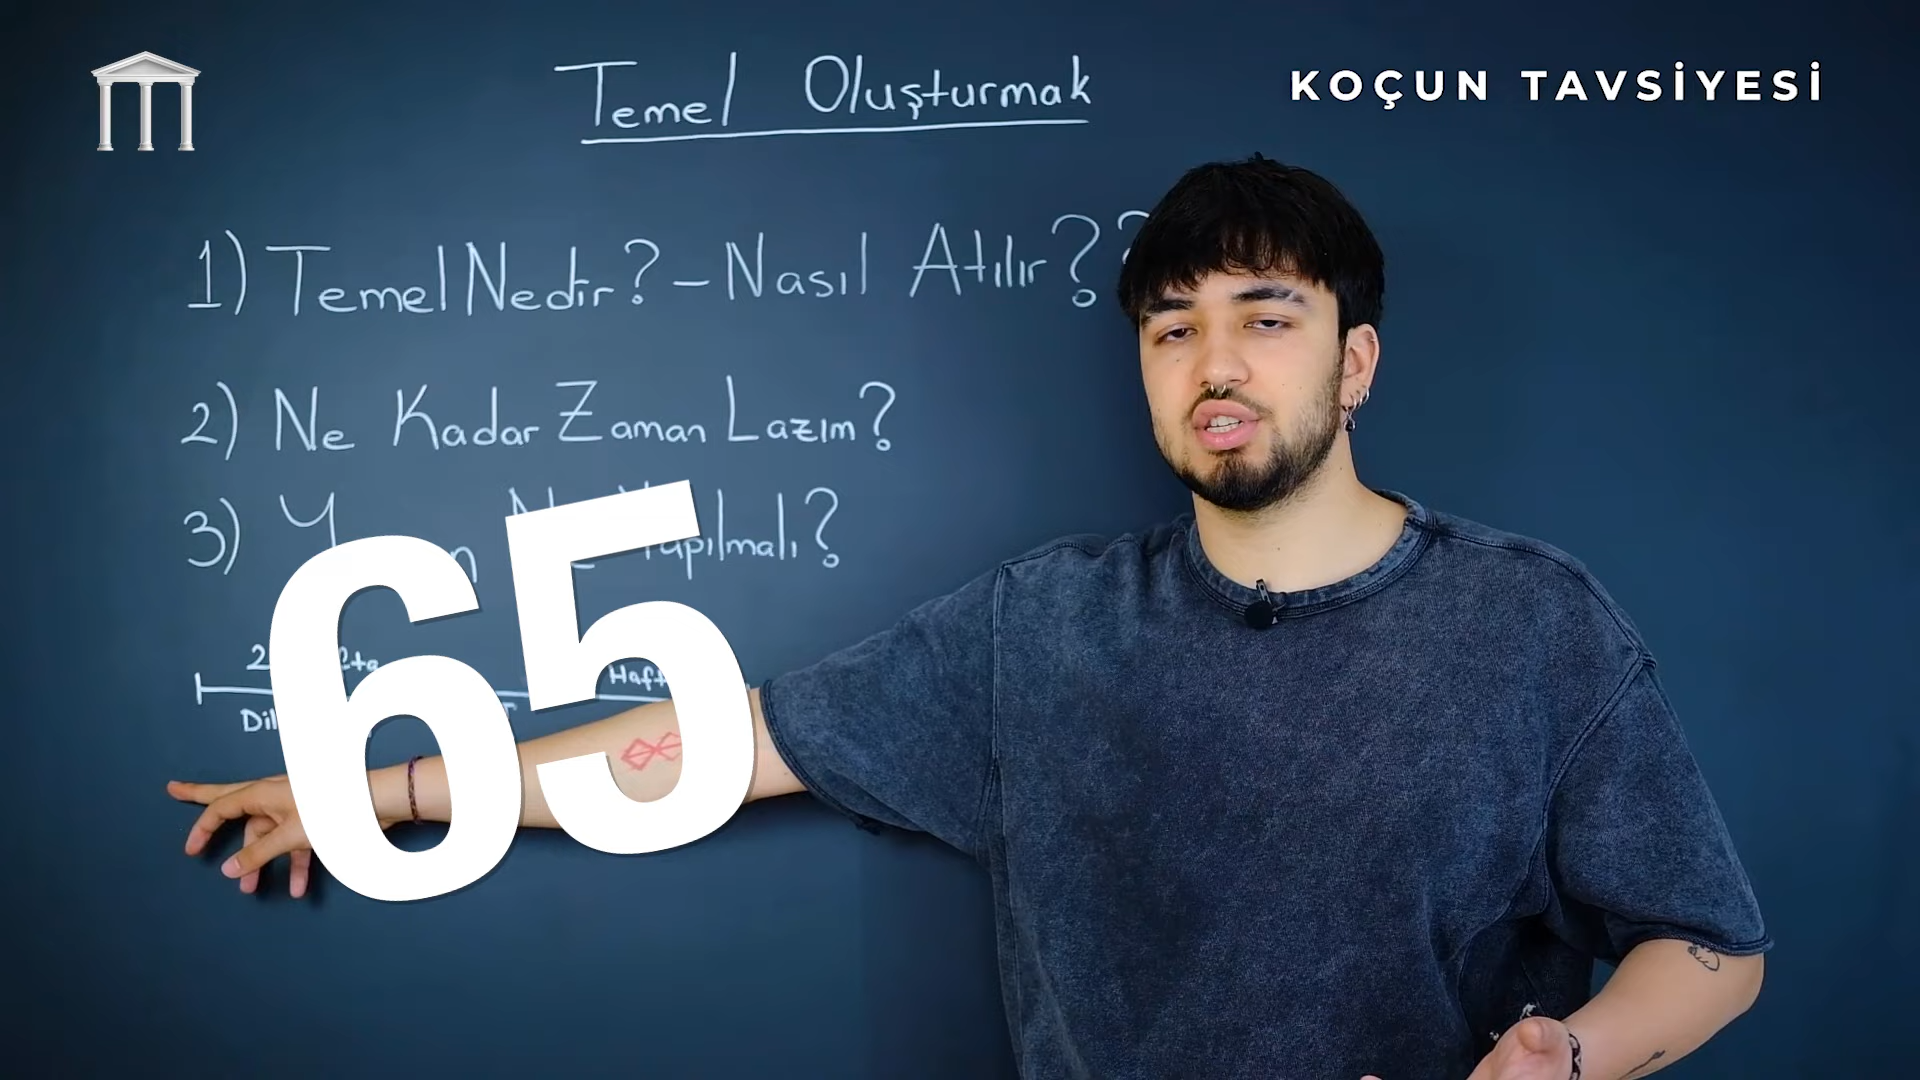 Temel Oluşturmak
KOÇUN TAVSİYESİ
1) Temel Nedir? - Nasıl Atılır?
2) Ne Kadar Zaman Lazım?
3) Yapılmalı?
65